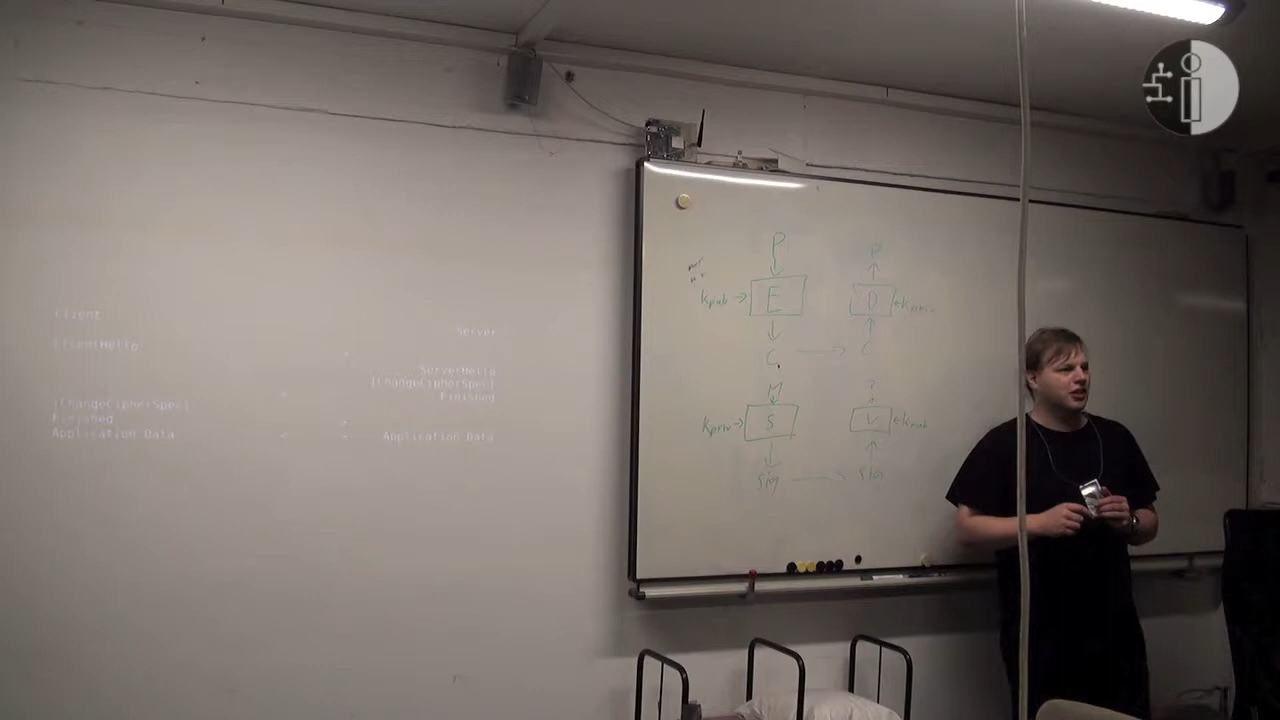 Client
Server
ClientHello
ServerHello
[ChangeCipherSpec]
Finished
[ChangeCipherSpec]
Finished
Application Data < - Application Data
P P
kpub → E D ← kpriv
C → C
M ?
kpriv → S V ← kpub
sig → sig
i